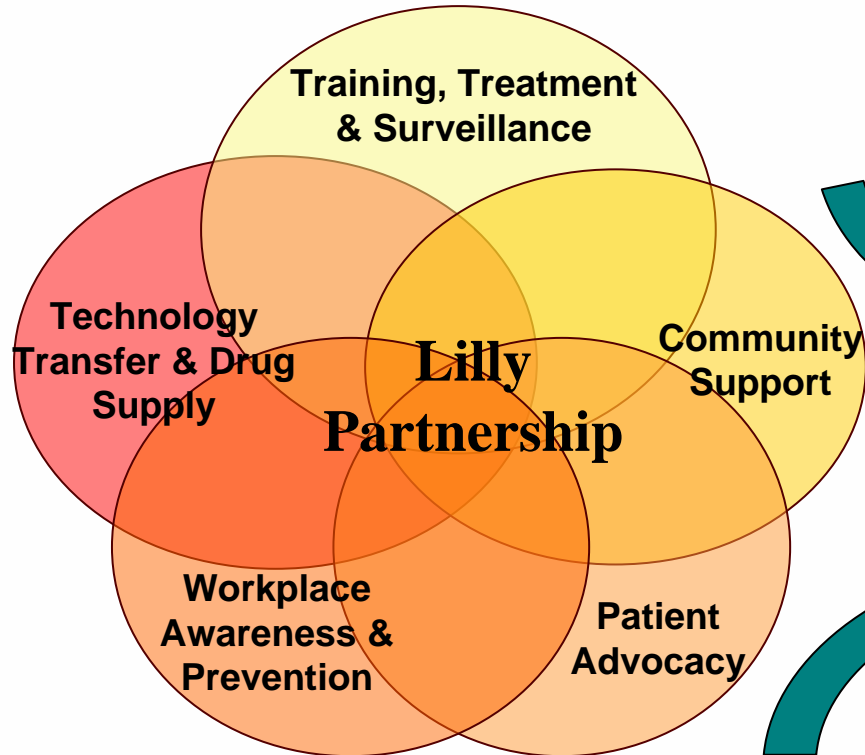 Training, Treatment
& Surveillance
Technology
Transfer & Drug
Supply
Lilly
Partnership
Community
Support
Workplace
Awareness &
Prevention
Patient
Advocacy